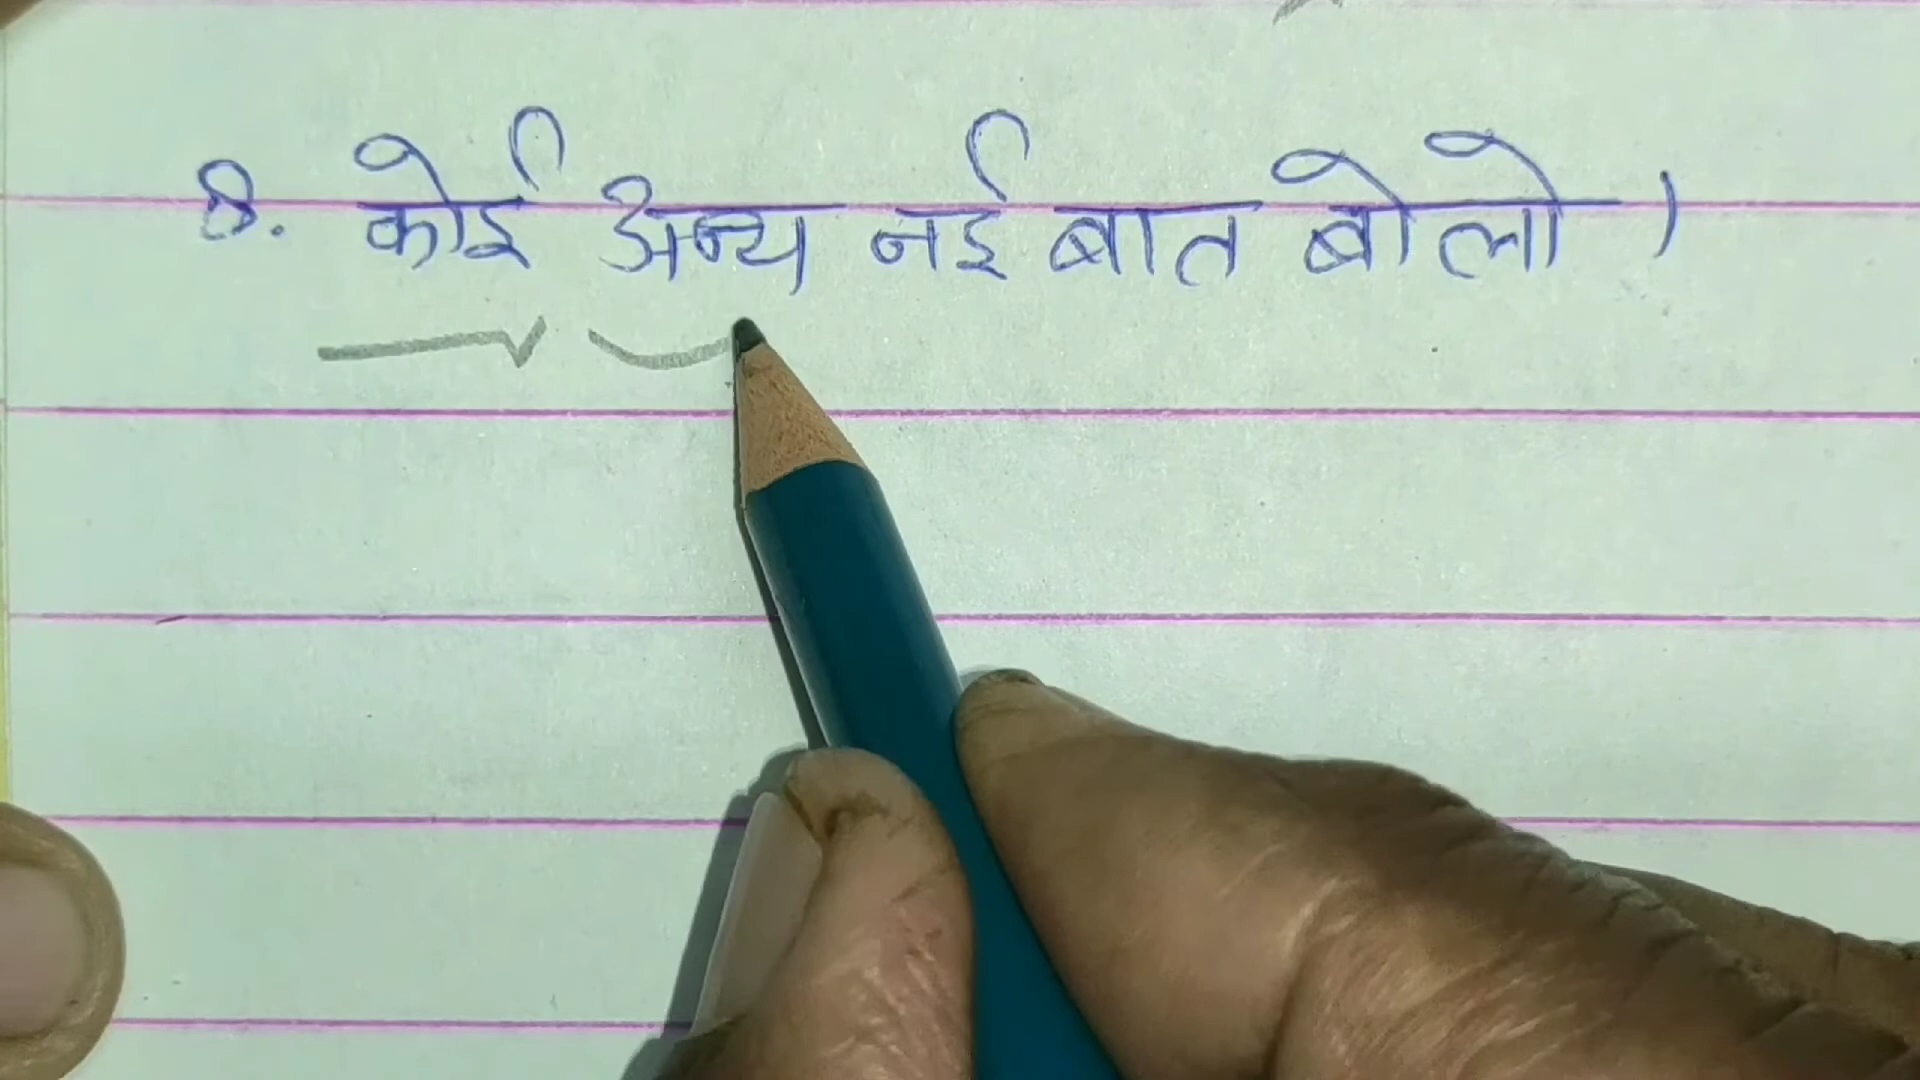 8. कोई अन्य नई बात बोलो ।